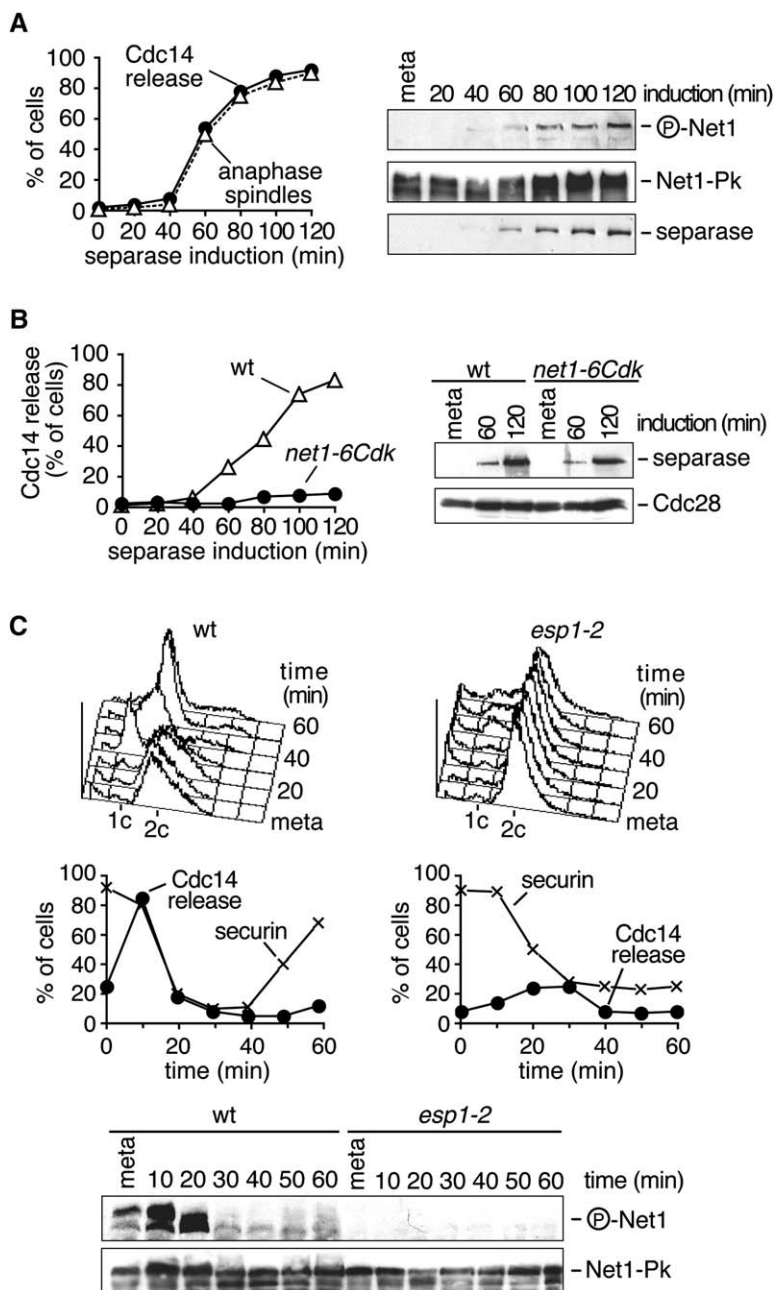 A
100
80
60
40
20
0
% of cells
Cdc14
release
anaphase
spindles
0 20 40 60 80 100 120
separase induction (min)
meta 20 40 60 80 100 120 induction (min)
Ⓟ-Net1
Net1-Pk
separase
B
100
80
60
40
20
0
Cdc14 release
(% of cells)
wt
net1-6Cdk
0 20 40 60 80 100 120
separase induction (min)
wt net1-6Cdk
meta 60 120 meta 60 120 induction (min)
separase
Cdc28
C
wt
time
(min)
60
40
20
meta
1c 2c
esp1-2
time
(min)
60
40
20
meta
1c 2c
100
80
60
40
20
0
% of cells
Cdc14
release
securin
0 20 40 60
time (min)
100
80
60
40
20
0
% of cells
securin
Cdc14
release
0 20 40 60
time (min)
wt esp1-2
meta 10 20 30 40 50 60 meta 10 20 30 40 50 60 time (min)
Ⓟ-Net1
Net1-Pk